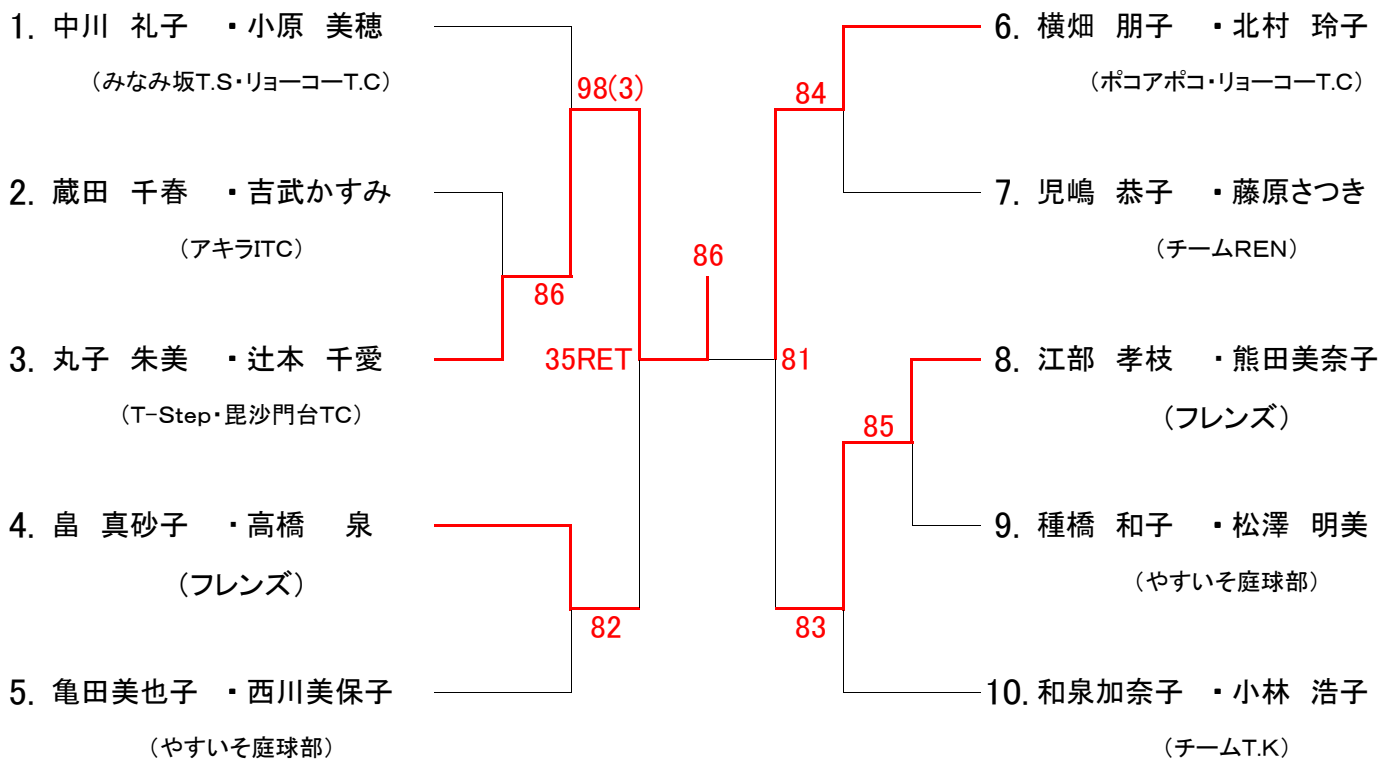 1. 中川 礼子 ・小原 美穂
(みなみ坂T.S・リョーコーT.C)
98(3)
2. 蔵田 千春 ・吉武かすみ
(アキラITC)
86
3. 丸子 朱美 ・辻本 千愛
(T-Step・毘沙門台TC)
35RET
4. 畠 真砂子 ・高橋 泉
(フレンズ)
82
5. 亀田美也子 ・西川美保子
(やすいそ庭球部)
86
6. 横畑 朋子 ・北村 玲子
(ポコアポコ・リョーコーT.C)
84
7. 児嶋 恭子 ・藤原さつき
(チームREN)
81
8. 江部 孝枝 ・熊田美奈子
(フレンズ)
85
9. 種橋 和子 ・松澤 明美
(やすいそ庭球部)
83
10. 和泉加奈子 ・小林 浩子
(チームT.K)